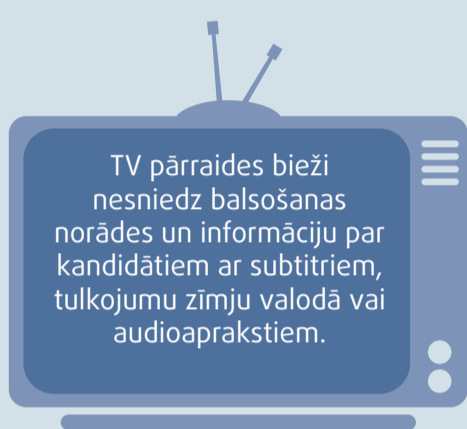 TV pārraides bieži
nesniedz balsošanas
norādes un informāciju par
kandidātiem ar subtitriem,
tulkojumu zīmju valodā vai
audioaprakstiem.